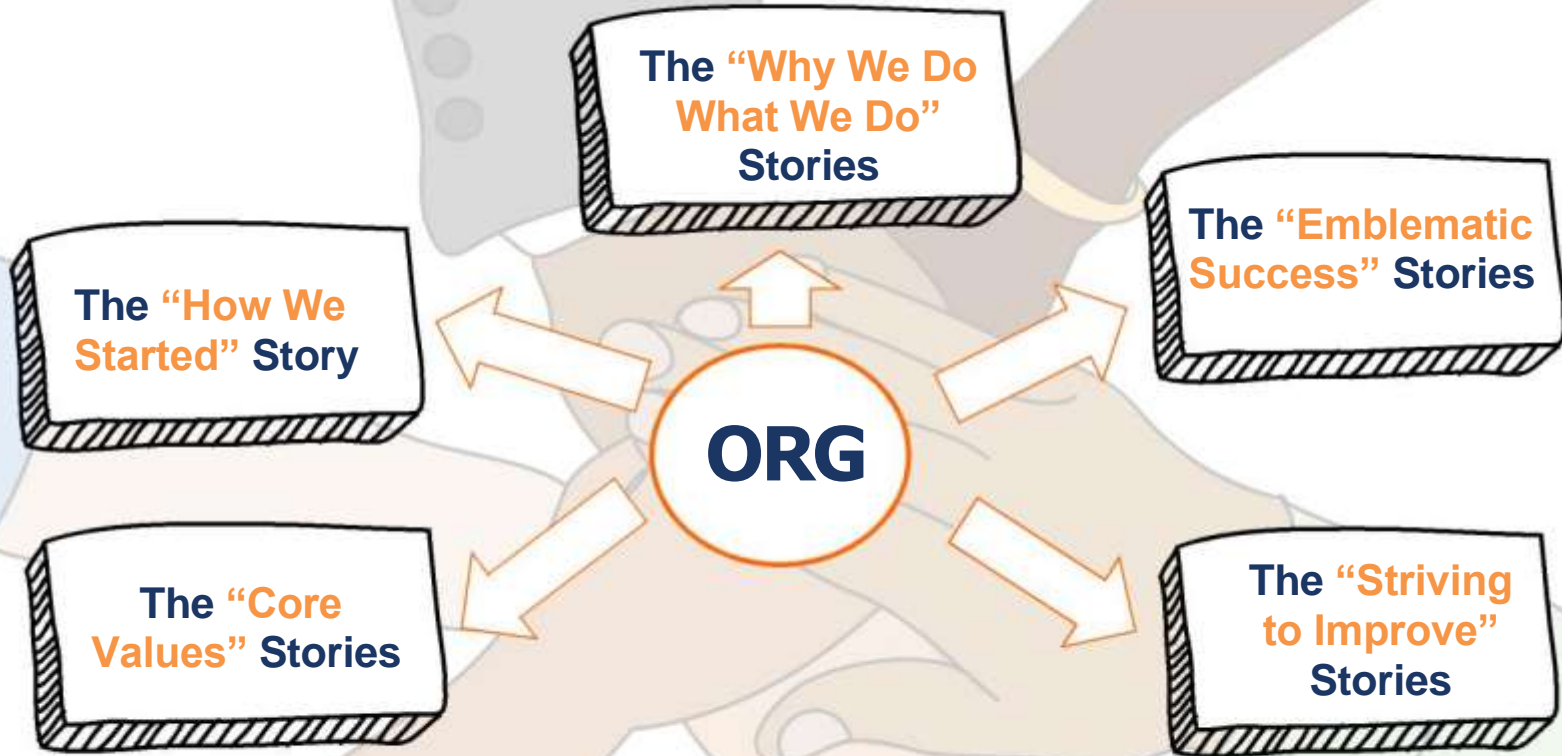 The “Why We Do
What We Do”
Stories
The “How We
Started” Story
The “Emblematic
Success” Stories
ORG
The “Core
Values” Stories
The “Striving
to Improve”
Stories